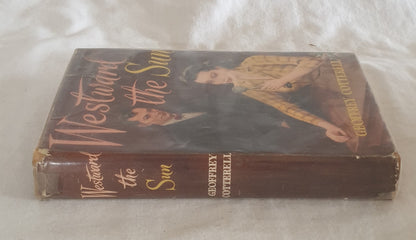 Westward
the Sun
GEOFFREY COTTERELL
Westward
the
Sun
GEOFFREY
COTTERELL